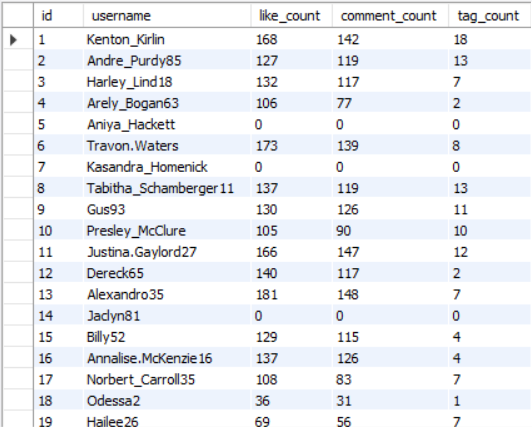 id username like_count comment_count tag_count
1 Kenton_Kirlin 168 142 18
2 Andre_Purdy85 127 119 13
3 Harley_Lind18 132 117 7
4 Arely_Bogan63 106 77 2
5 Aniya_Hackett 0 0 0
6 Travon.Waters 173 139 8
7 Kasandra_Homenick 0 0 0
8 Tabitha_Schamberger11 137 119 13
9 Gus93 130 126 11
10 Presley_McClure 105 90 10
11 Justina.Gaylord27 166 147 12
12 Dereck65 140 117 2
13 Alexandro35 181 148 7
14 Jaclyn81 0 0 0
15 Billy52 129 115 4
16 Annalise.McKenzie16 137 126 4
17 Norbert_Carroll35 108 83 7
18 Odessa2 36 31 1
19 Hailee26 69 56 7